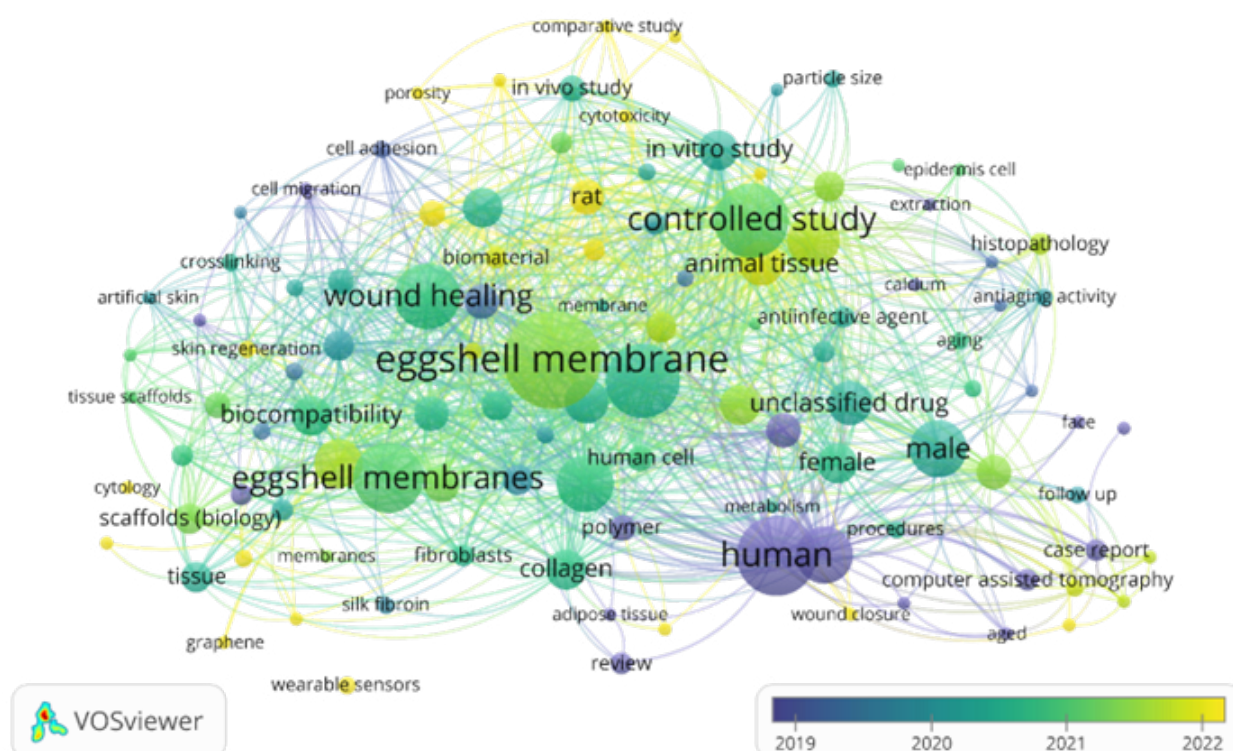 comparative study
particle size
in vivo study
porosity
cytotoxicity
cell adhesion
in vitro study
epidermis cell
cell migration
rat
extraction
controlled study
histopathology
biomaterial
animal tissue
crosslinking
calcium
artificial skin
wound healing
membrane
antiaging activity
antiinfective agent
skin regeneration
aging
eggshell membrane
tissue scaffolds
biocompatibility
unclassified drug
face
male
human cell
female
eggshell membranes
cytology
follow up
metabolism
scaffolds (biology)
polymer
procedures
membranes
fibroblasts
human
case report
collagen
tissue
computer assisted tomography
silk fibroin
adipose tissue
wound closure
aged
graphene
review
wearable sensors
VOSviewer
2019 2020 2021 2022